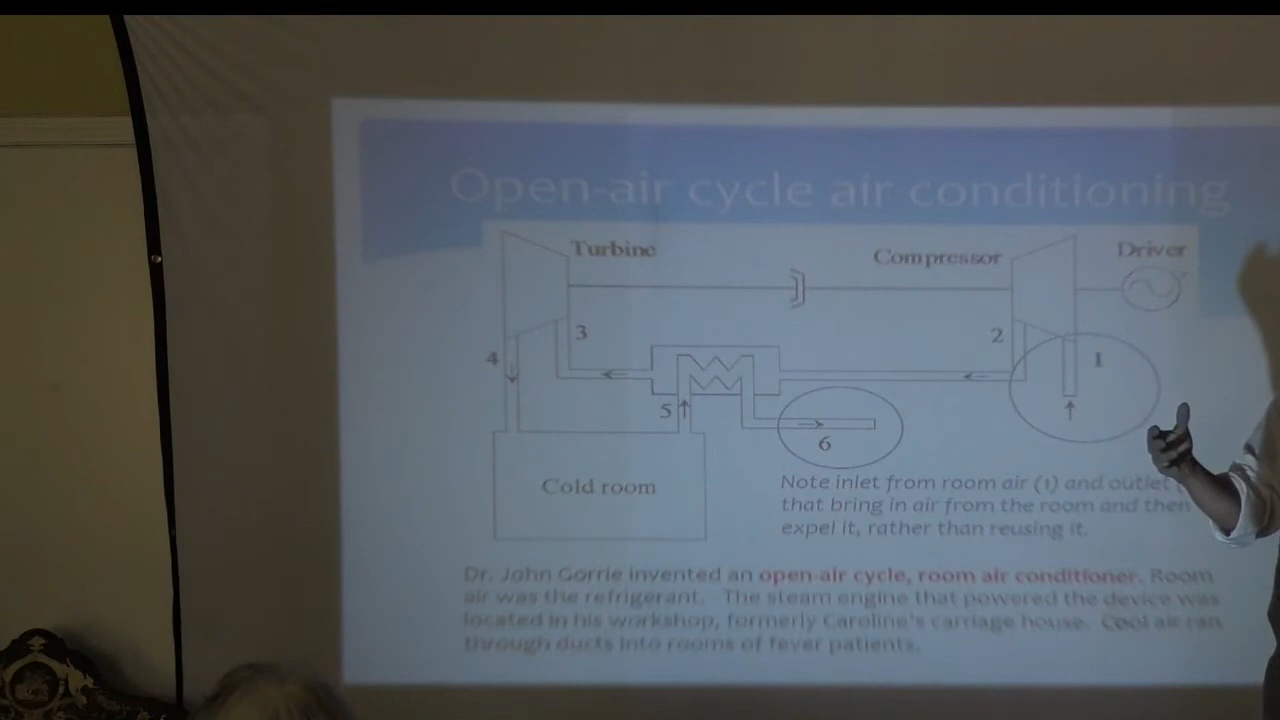 Open-air cycle air conditioning
Turbine
Compressor
Driver
3
2
4
1
5
6
Cold room
Note inlet from room air (1) and outlet
that bring in air from the room and then
expel it, rather than reusing it.
Dr. John Gorrie invented an open-air cycle, room air conditioner. Room
air was the refrigerant. The steam engine that powered the device was
located in his workshop, formerly Caroline's carriage house. Cool air ran
through ducts into rooms of fever patients.